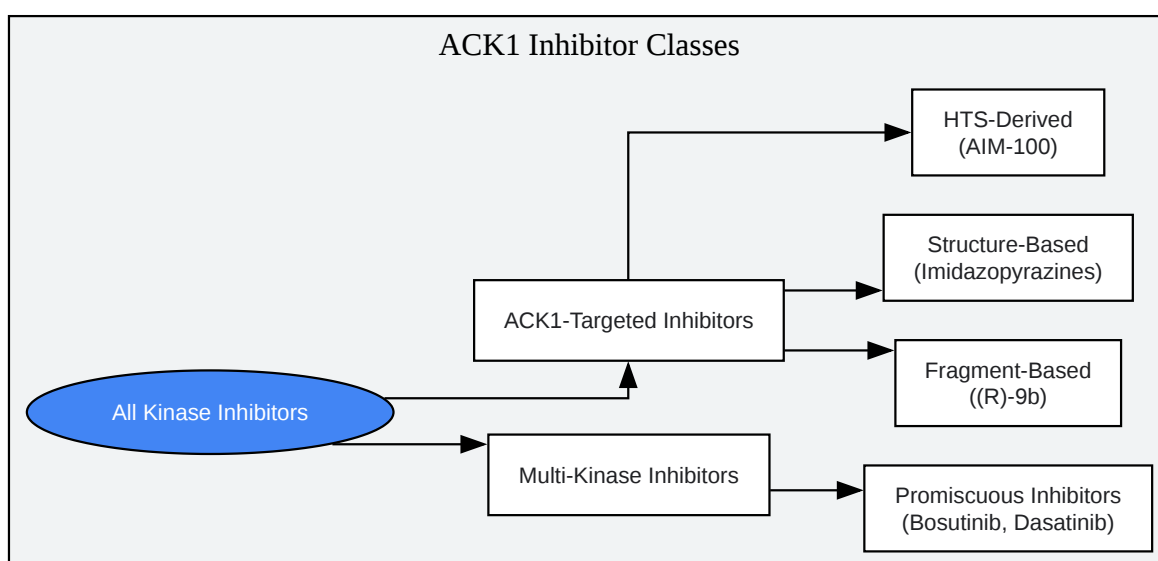 ACK1 Inhibitor Classes
HTS-Derived
(AIM-100)
Structure-Based
(Imidazopyrazines)
ACK1-Targeted Inhibitors
Fragment-Based
((R)-9b)
All Kinase Inhibitors
Multi-Kinase Inhibitors
Promiscuous Inhibitors
(Bosutinib, Dasatinib)